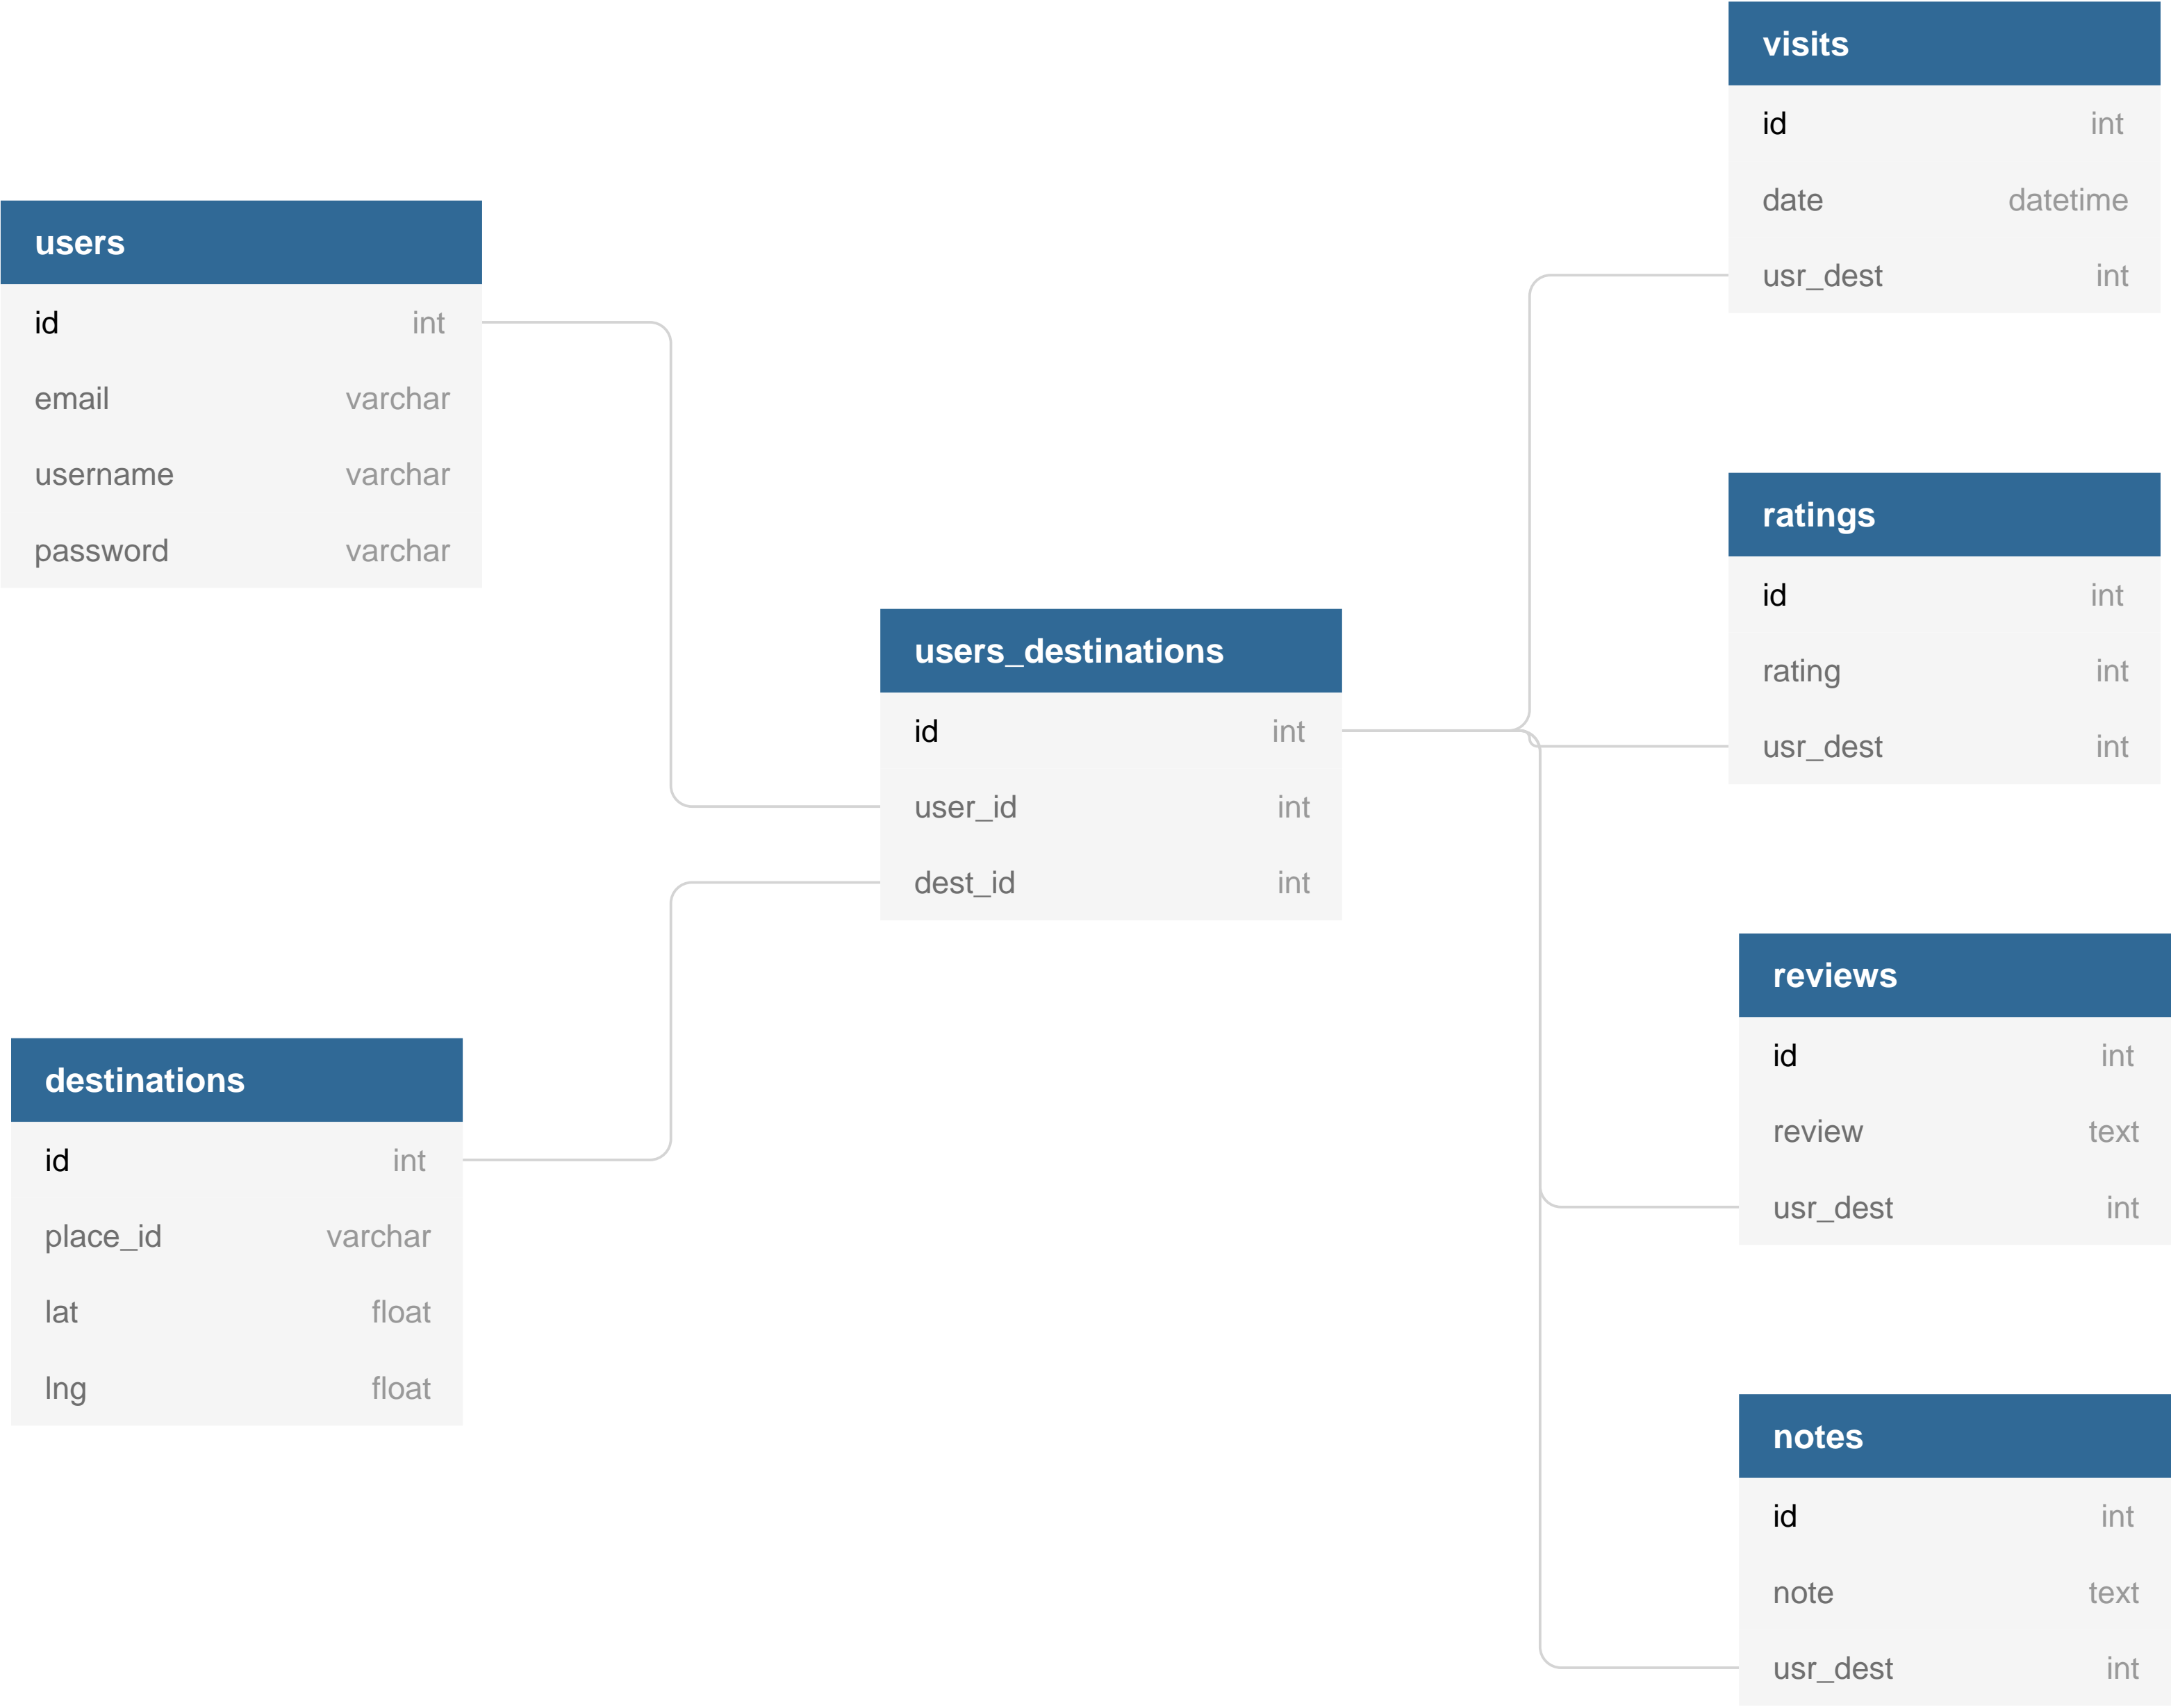 users
id int
email varchar
username varchar
password varchar
destinations
id int
place_id varchar
lat float
lng float
users_destinations
id int
user_id int
dest_id int
visits
id int
date datetime
usr_dest int
ratings
id int
rating int
usr_dest int
reviews
id int
review text
usr_dest int
notes
id int
note text
usr_dest int